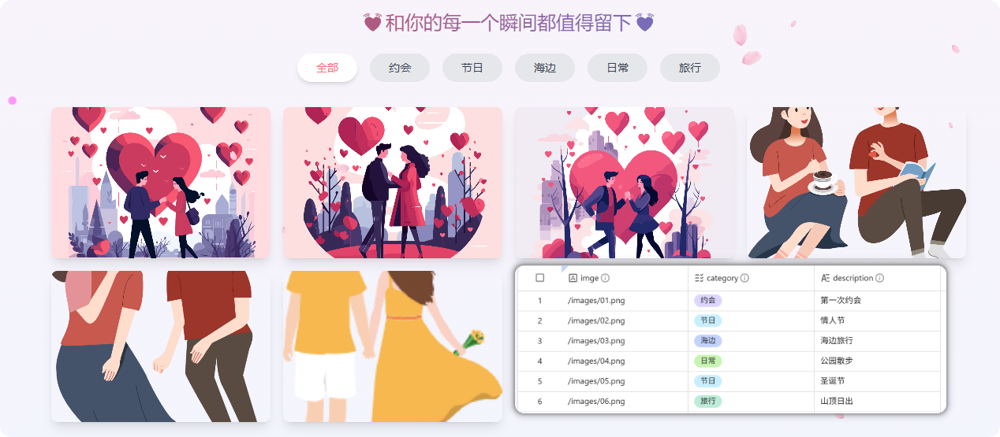 和你的每一个瞬间都值得留下
全部 约会 节日 海边 日常 旅行
imge category description
1 /images/01.png 约会 第一次约会
2 /images/02.png 节日 情人节
3 /images/03.png 海边 海边旅行
4 /images/04.png 日常 公园散步
5 /images/05.png 节日 圣诞节
6 /images/06.png 旅行 山顶日出